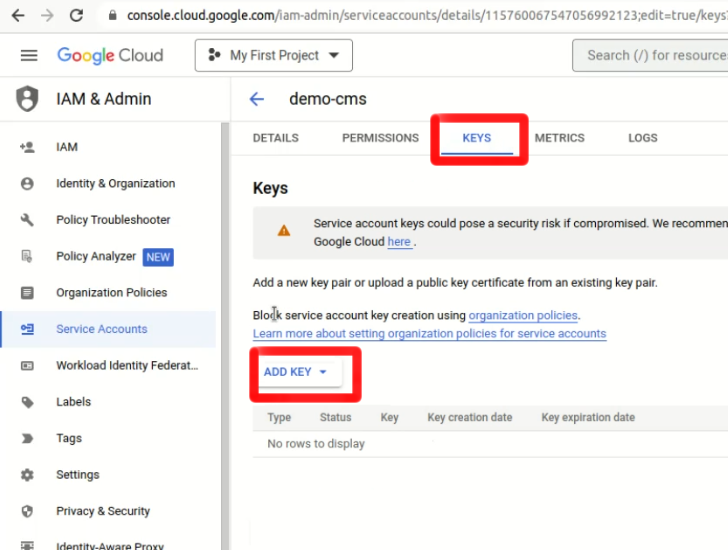 console.cloud.google.com/iam-admin/serviceaccounts/details/115760067547056992123;edit=true/keys
Google Cloud
My First Project
Search (/) for resource
IAM & Admin
demo-cms
DETAILS
PERMISSIONS
KEYS
METRICS
LOGS
IAM
Identity & Organization
Policy Troubleshooter
Policy Analyzer NEW
Organization Policies
Service Accounts
Workload Identity Federat...
Labels
Tags
Settings
Privacy & Security
Identity-Aware Proxy
Keys
Service account keys could pose a security risk if compromised. We recommen
Google Cloud here .
Add a new key pair or upload a public key certificate from an existing key pair.
Block service account key creation using organization policies.
Learn more about setting organization policies for service accounts
ADD KEY
Type Status Key Key creation date Key expiration date
No rows to display